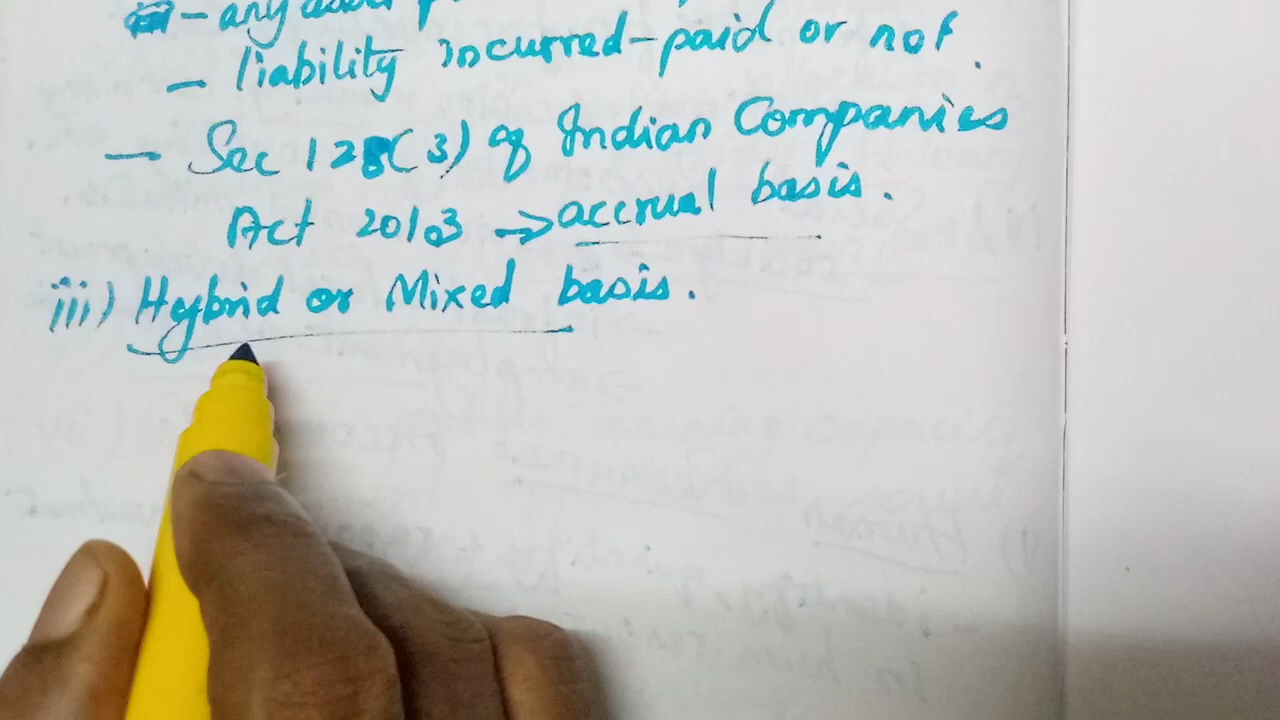 - any
- liability incurred-paid or not.
- Sec 128(3) of Indian Companies
Act 2013 → accrual basis.
iii) Hybrid or Mixed basis.